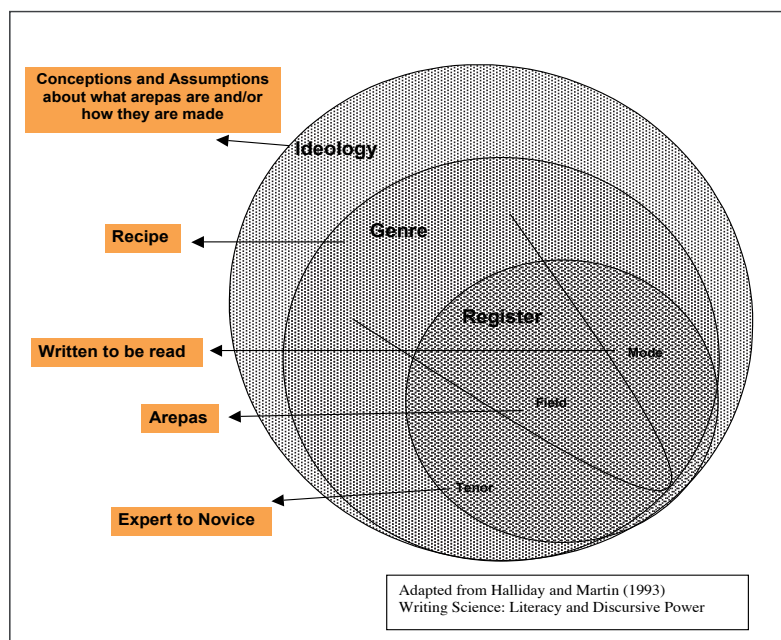 Conceptions and Assumptions
about what arepas are and/or
how they are made
Ideology
Recipe
Genre
Register
Written to be read
Mode
Arepas
Field
Tenor
Expert to Novice
Adapted from Halliday and Martin (1993)
Writing Science: Literacy and Discursive Power